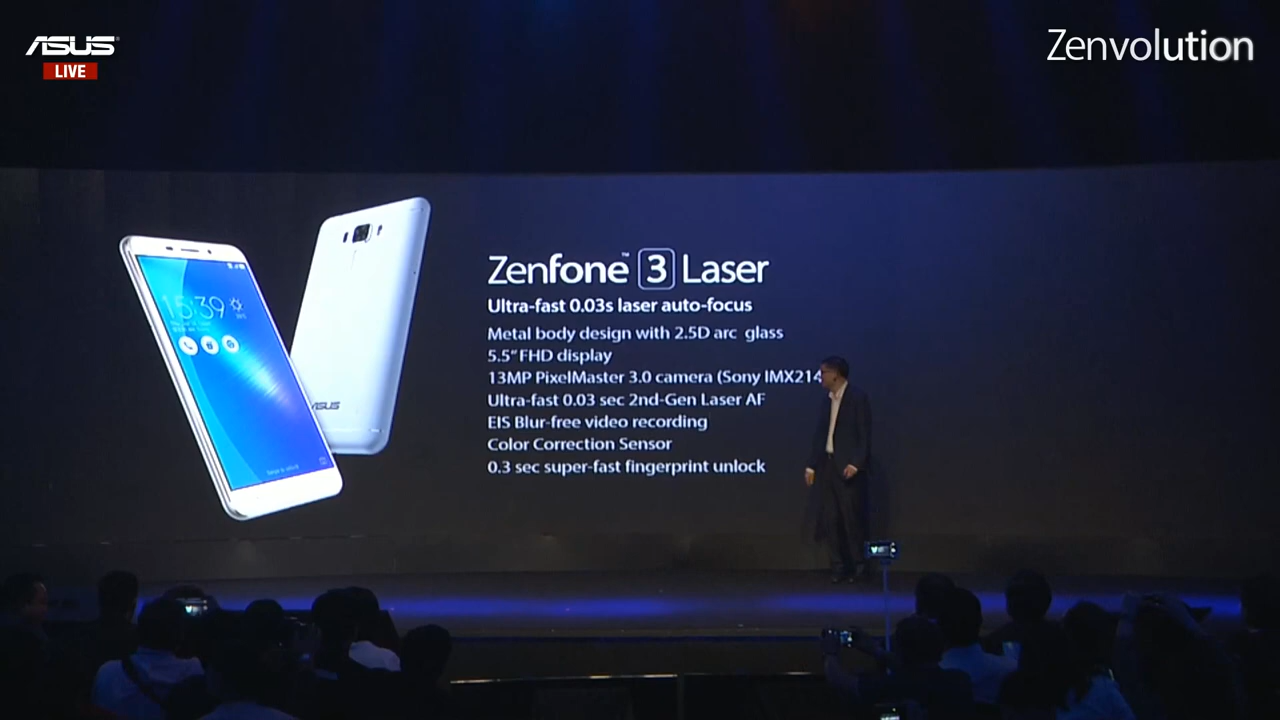 ASUS
LIVE
Zenvolution
Zenfone™ 3 Laser
Ultra-fast 0.03s laser auto-focus
Metal body design with 2.5D arc glass
5.5" FHD display
13MP PixelMaster 3.0 camera (Sony IMX214
Ultra-fast 0.03 sec 2nd-Gen Laser AF
EIS Blur-free video recording
Color Correction Sensor
0.3 sec super-fast fingerprint unlock
15:39
ASUS